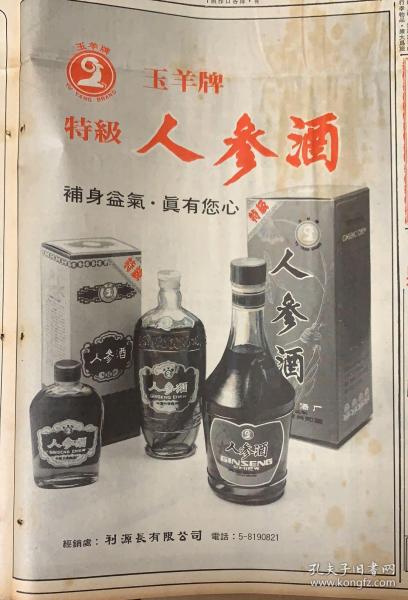 玉羊牌
YU YANG BRAND
玉羊牌
特級 人參酒
補身益氣·真有您心
特級
特級
人參酒
人參酒
人參酒
GINSENG CHIEW
人參酒
GINSENG CHIEW
人參酒
GINSENG
CHIEW
酒厂
經銷處：利源長有限公司 電話：5-8190821
孔夫子旧书网
www.kongfz.com